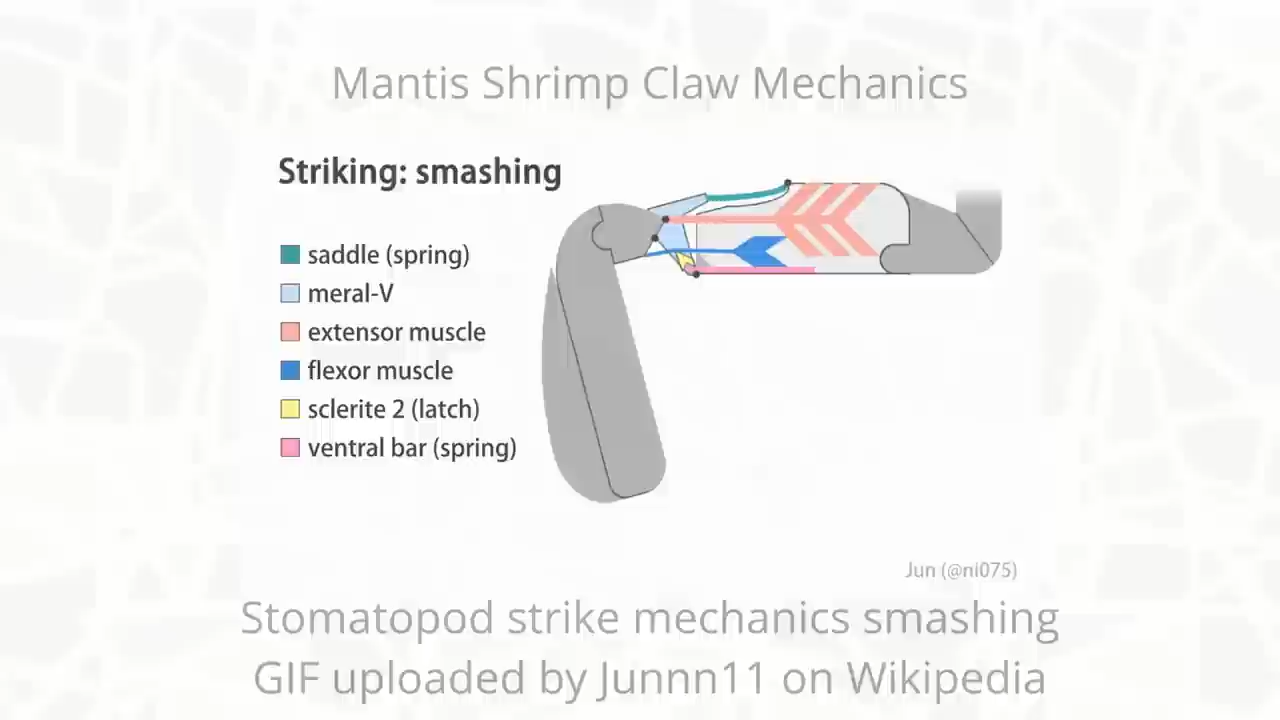 Mantis Shrimp Claw Mechanics
Striking: smashing
saddle (spring)
meral-V
extensor muscle
flexor muscle
sclerite 2 (latch)
ventral bar (spring)
Jun (@ni075)
Stomatopod strike mechanics smashing
GIF uploaded by Junnn11 on Wikipedia